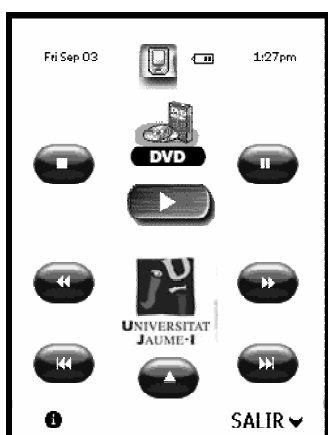 Fri Sep 03 1:27pm
DVD
UNIVERSITAT
JAUME·I
SALIR